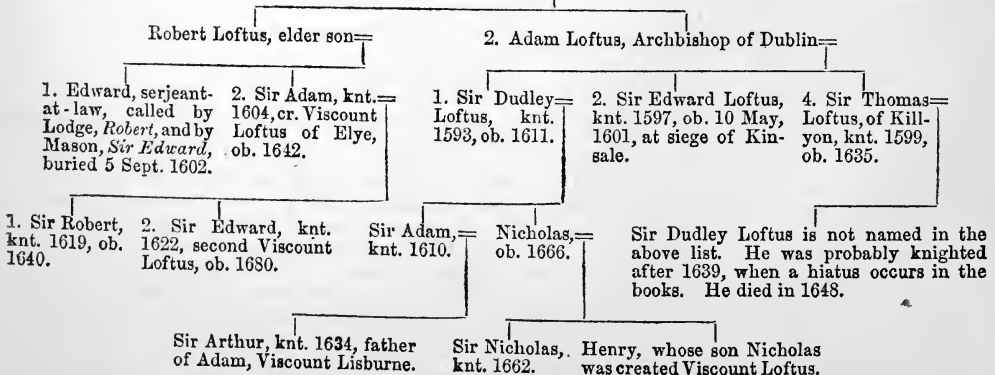 Robert Loftus, elder son=
2. Adam Loftus, Archbishop of Dublin=
1. Edward, serjeant-
at-law, called by
Lodge, Robert, and by
Mason, Sir Edward,
buried 5 Sept. 1602.
2. Sir Adam, knt.=
1604, cr. Viscount
Loftus of Elye,
ob. 1642.
1. Sir Dudley=
Loftus, knt.
1593, ob. 1611.
2. Sir Edward Loftus,
knt. 1597, ob. 10 May,
1601, at siege of Kin-
sale.
4. Sir Thomas=
Loftus, of Kill-
yon, knt. 1599,
ob. 1635.
1. Sir Robert,
knt. 1619, ob.
1640.
2. Sir Edward, knt.
1622, second Viscount
Loftus, ob. 1680.
Sir Adam,=
knt. 1610.
Nicholas,=
ob. 1666.
Sir Dudley Loftus is not named in the
above list. He was probably knighted
after 1639, when a hiatus occurs in the
books. He died in 1648.
Sir Arthur, knt. 1634, father
of Adam, Viscount Lisburne.
Sir Nicholas,
knt. 1662.
Henry, whose son Nicholas
was created Viscount Loftus.